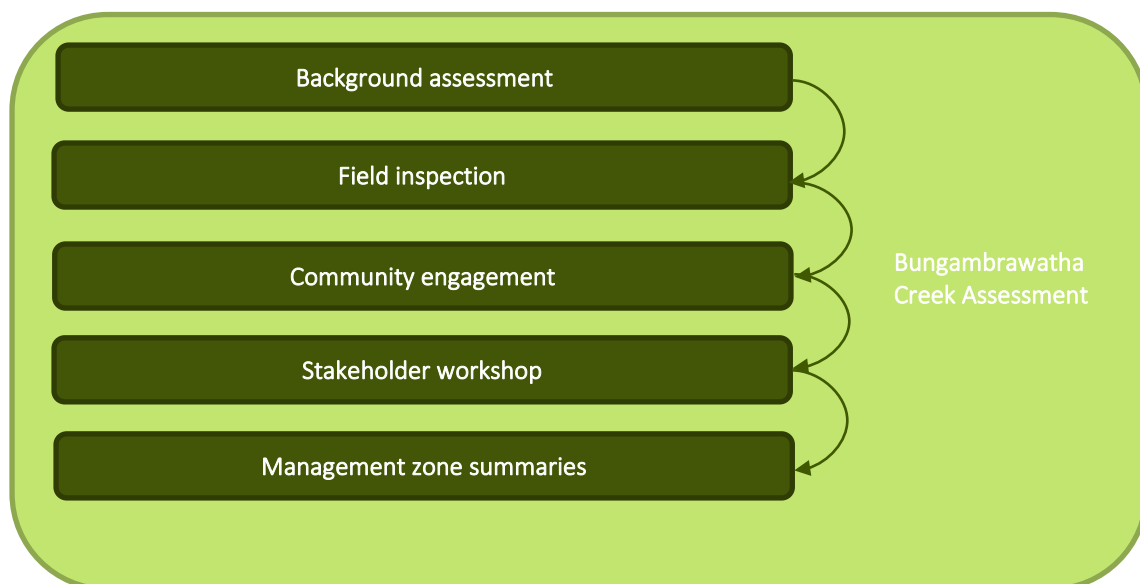 Background assessment
Field inspection
Community engagement
Stakeholder workshop
Management zone summaries
Bungambrawatha
Creek Assessment